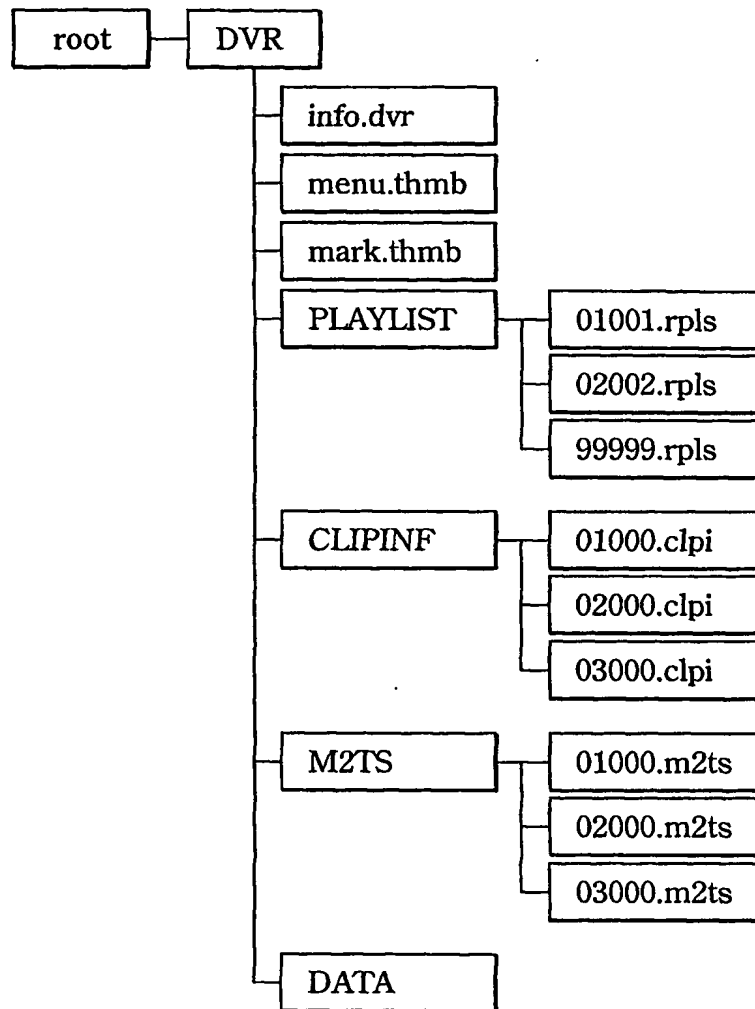 root
DVR
info.dvr
menu.thmb
mark.thmb
PLAYLIST
01001.rpls
02002.rpls
99999.rpls
CLIPINF
01000.clpi
02000.clpi
03000.clpi
M2TS
01000.m2ts
02000.m2ts
03000.m2ts
DATA